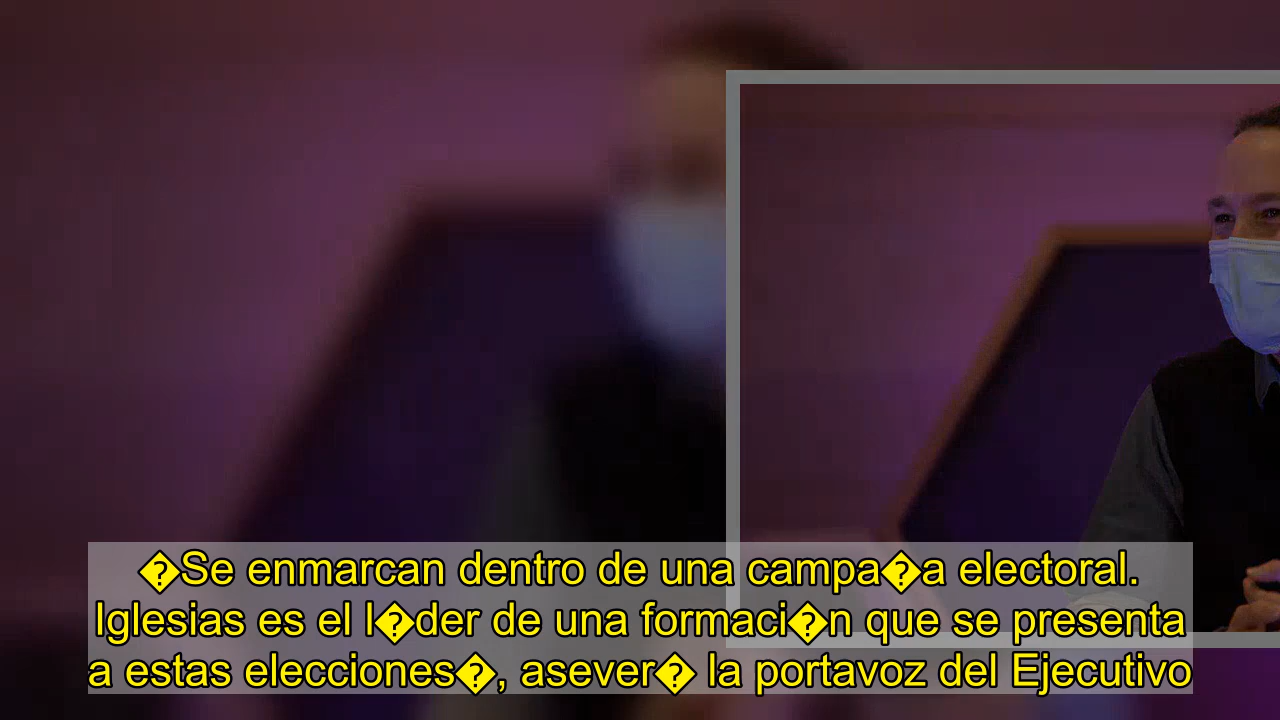 �Se enmarcan dentro de una campa�a electoral.
Iglesias es el l�der de una formaci�n que se presenta
a estas elecciones�, asever� la portavoz del Ejecutivo